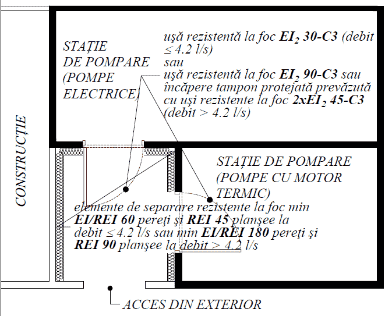 STAȚIE
DE POMPARE
(POMPE
ELECTRICE)
ușă rezistentă la foc EI2 30-C3 (debit
≤ 4.2 l/s)
sau
ușă rezistentă la foc EI2 90-C3 sau
încăpere tampon protejată prevăzută
cu uși rezistente la foc 2xEI2 45-C3
(debit > 4.2 l/s)
CONSTRUCȚIE
STAȚIE DE POMPARE
(POMPE CU MOTOR
TERMIC)
elemente de separare rezistente la foc min
EI/REI 60 pereți și REI 45 planșee la
debit ≤ 4.2 l/s sau min EI/REI 180 pereți și
REI 90 planșee la debit > 4.2 l/s
ACCES DIN EXTERIOR